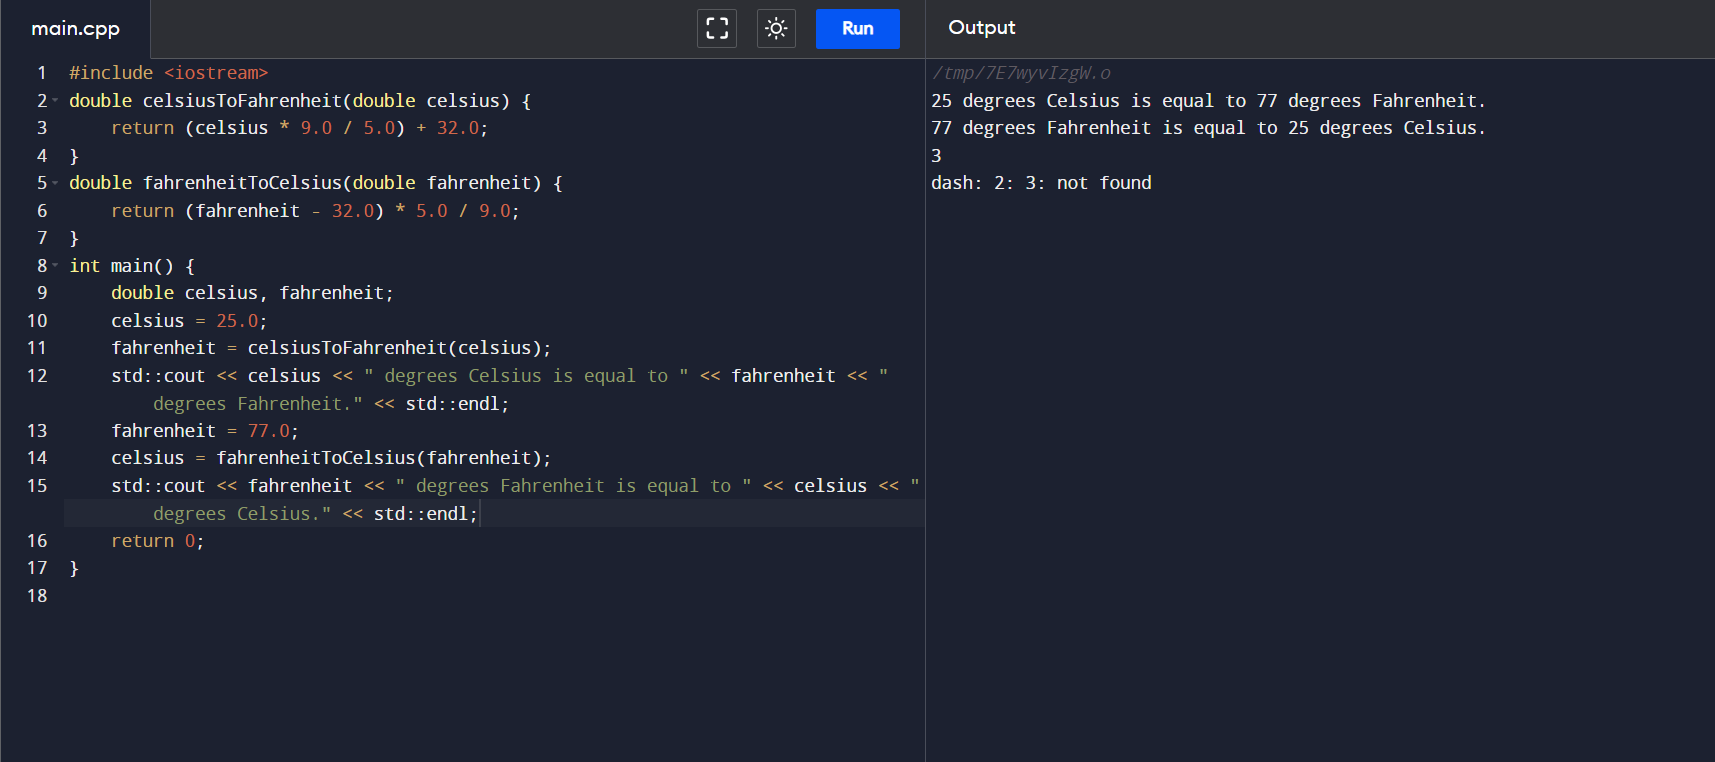 main.cpp
Run
Output
1 #include <iostream>
2 double celsiusToFahrenheit(double celsius) {
3     return (celsius * 9.0 / 5.0) + 32.0;
4 }
5 double fahrenheitToCelsius(double fahrenheit) {
6     return (fahrenheit - 32.0) * 5.0 / 9.0;
7 }
8 int main() {
9     double celsius, fahrenheit;
10     celsius = 25.0;
11     fahrenheit = celsiusToFahrenheit(celsius);
12     std::cout << celsius << " degrees Celsius is equal to " << fahrenheit << "
        degrees Fahrenheit." << std::endl;
13     fahrenheit = 77.0;
14     celsius = fahrenheitToCelsius(fahrenheit);
15     std::cout << fahrenheit << " degrees Fahrenheit is equal to " << celsius << "
        degrees Celsius." << std::endl;
16     return 0;
17 }
18
/tmp/7E7wyvIzgW.o
25 degrees Celsius is equal to 77 degrees Fahrenheit.
77 degrees Fahrenheit is equal to 25 degrees Celsius.
3
dash: 2: 3: not found